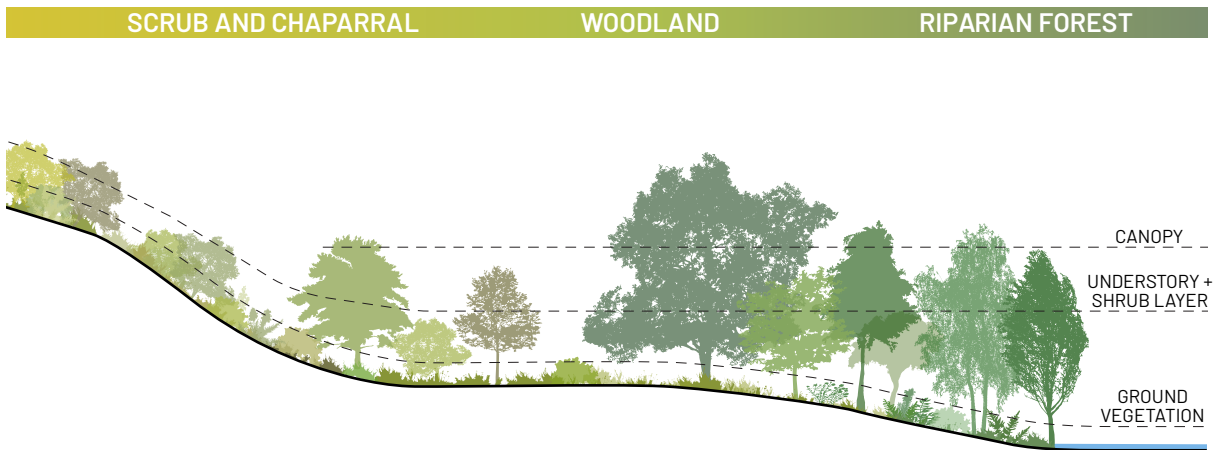 SCRUB AND CHAPARRAL
WOODLAND
RIPARIAN FOREST
CANOPY
UNDERSTORY +
SHRUB LAYER
GROUND
VEGETATION